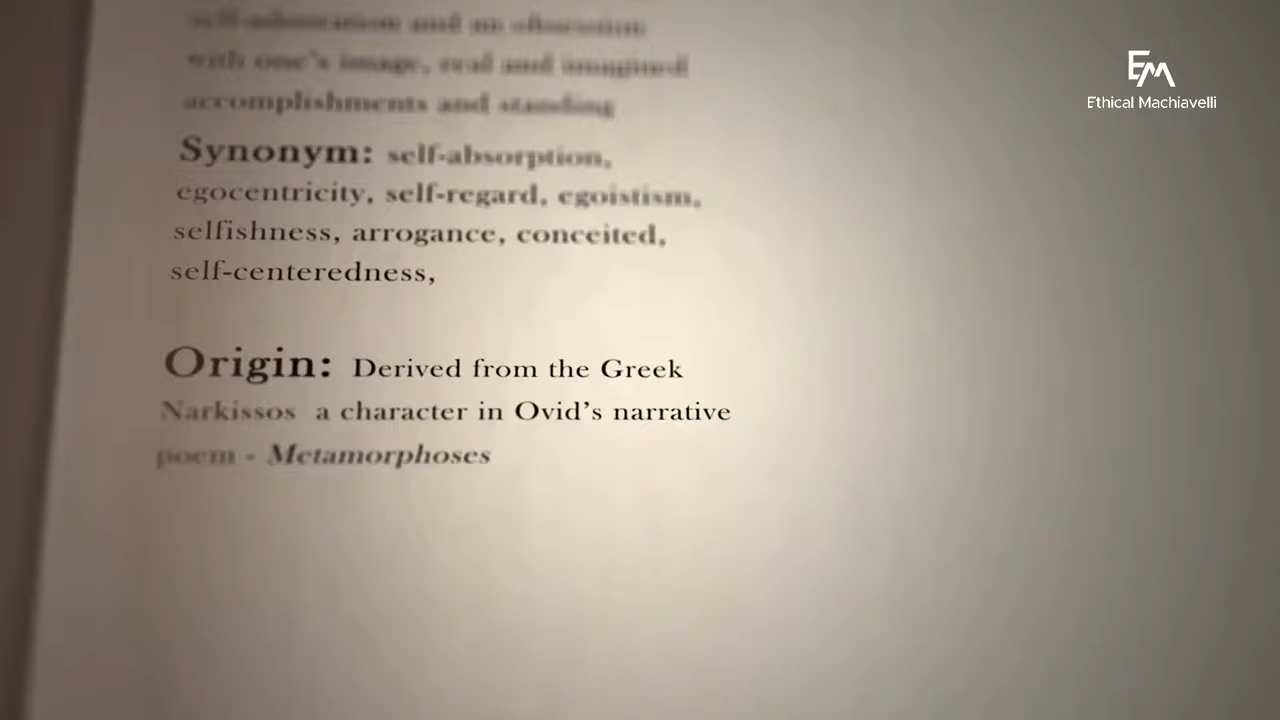 self-admiration and an obsession
with one's image, real and imagined
accomplishments and standing
Synonym: self-absorption,
egocentricity, self-regard, egoistism,
selfishness, arrogance, conceited,
self-centeredness,
Origin: Derived from the Greek
Narkissos a character in Ovid's narrative
poem - Metamorphoses
EM
Ethical Machiavelli